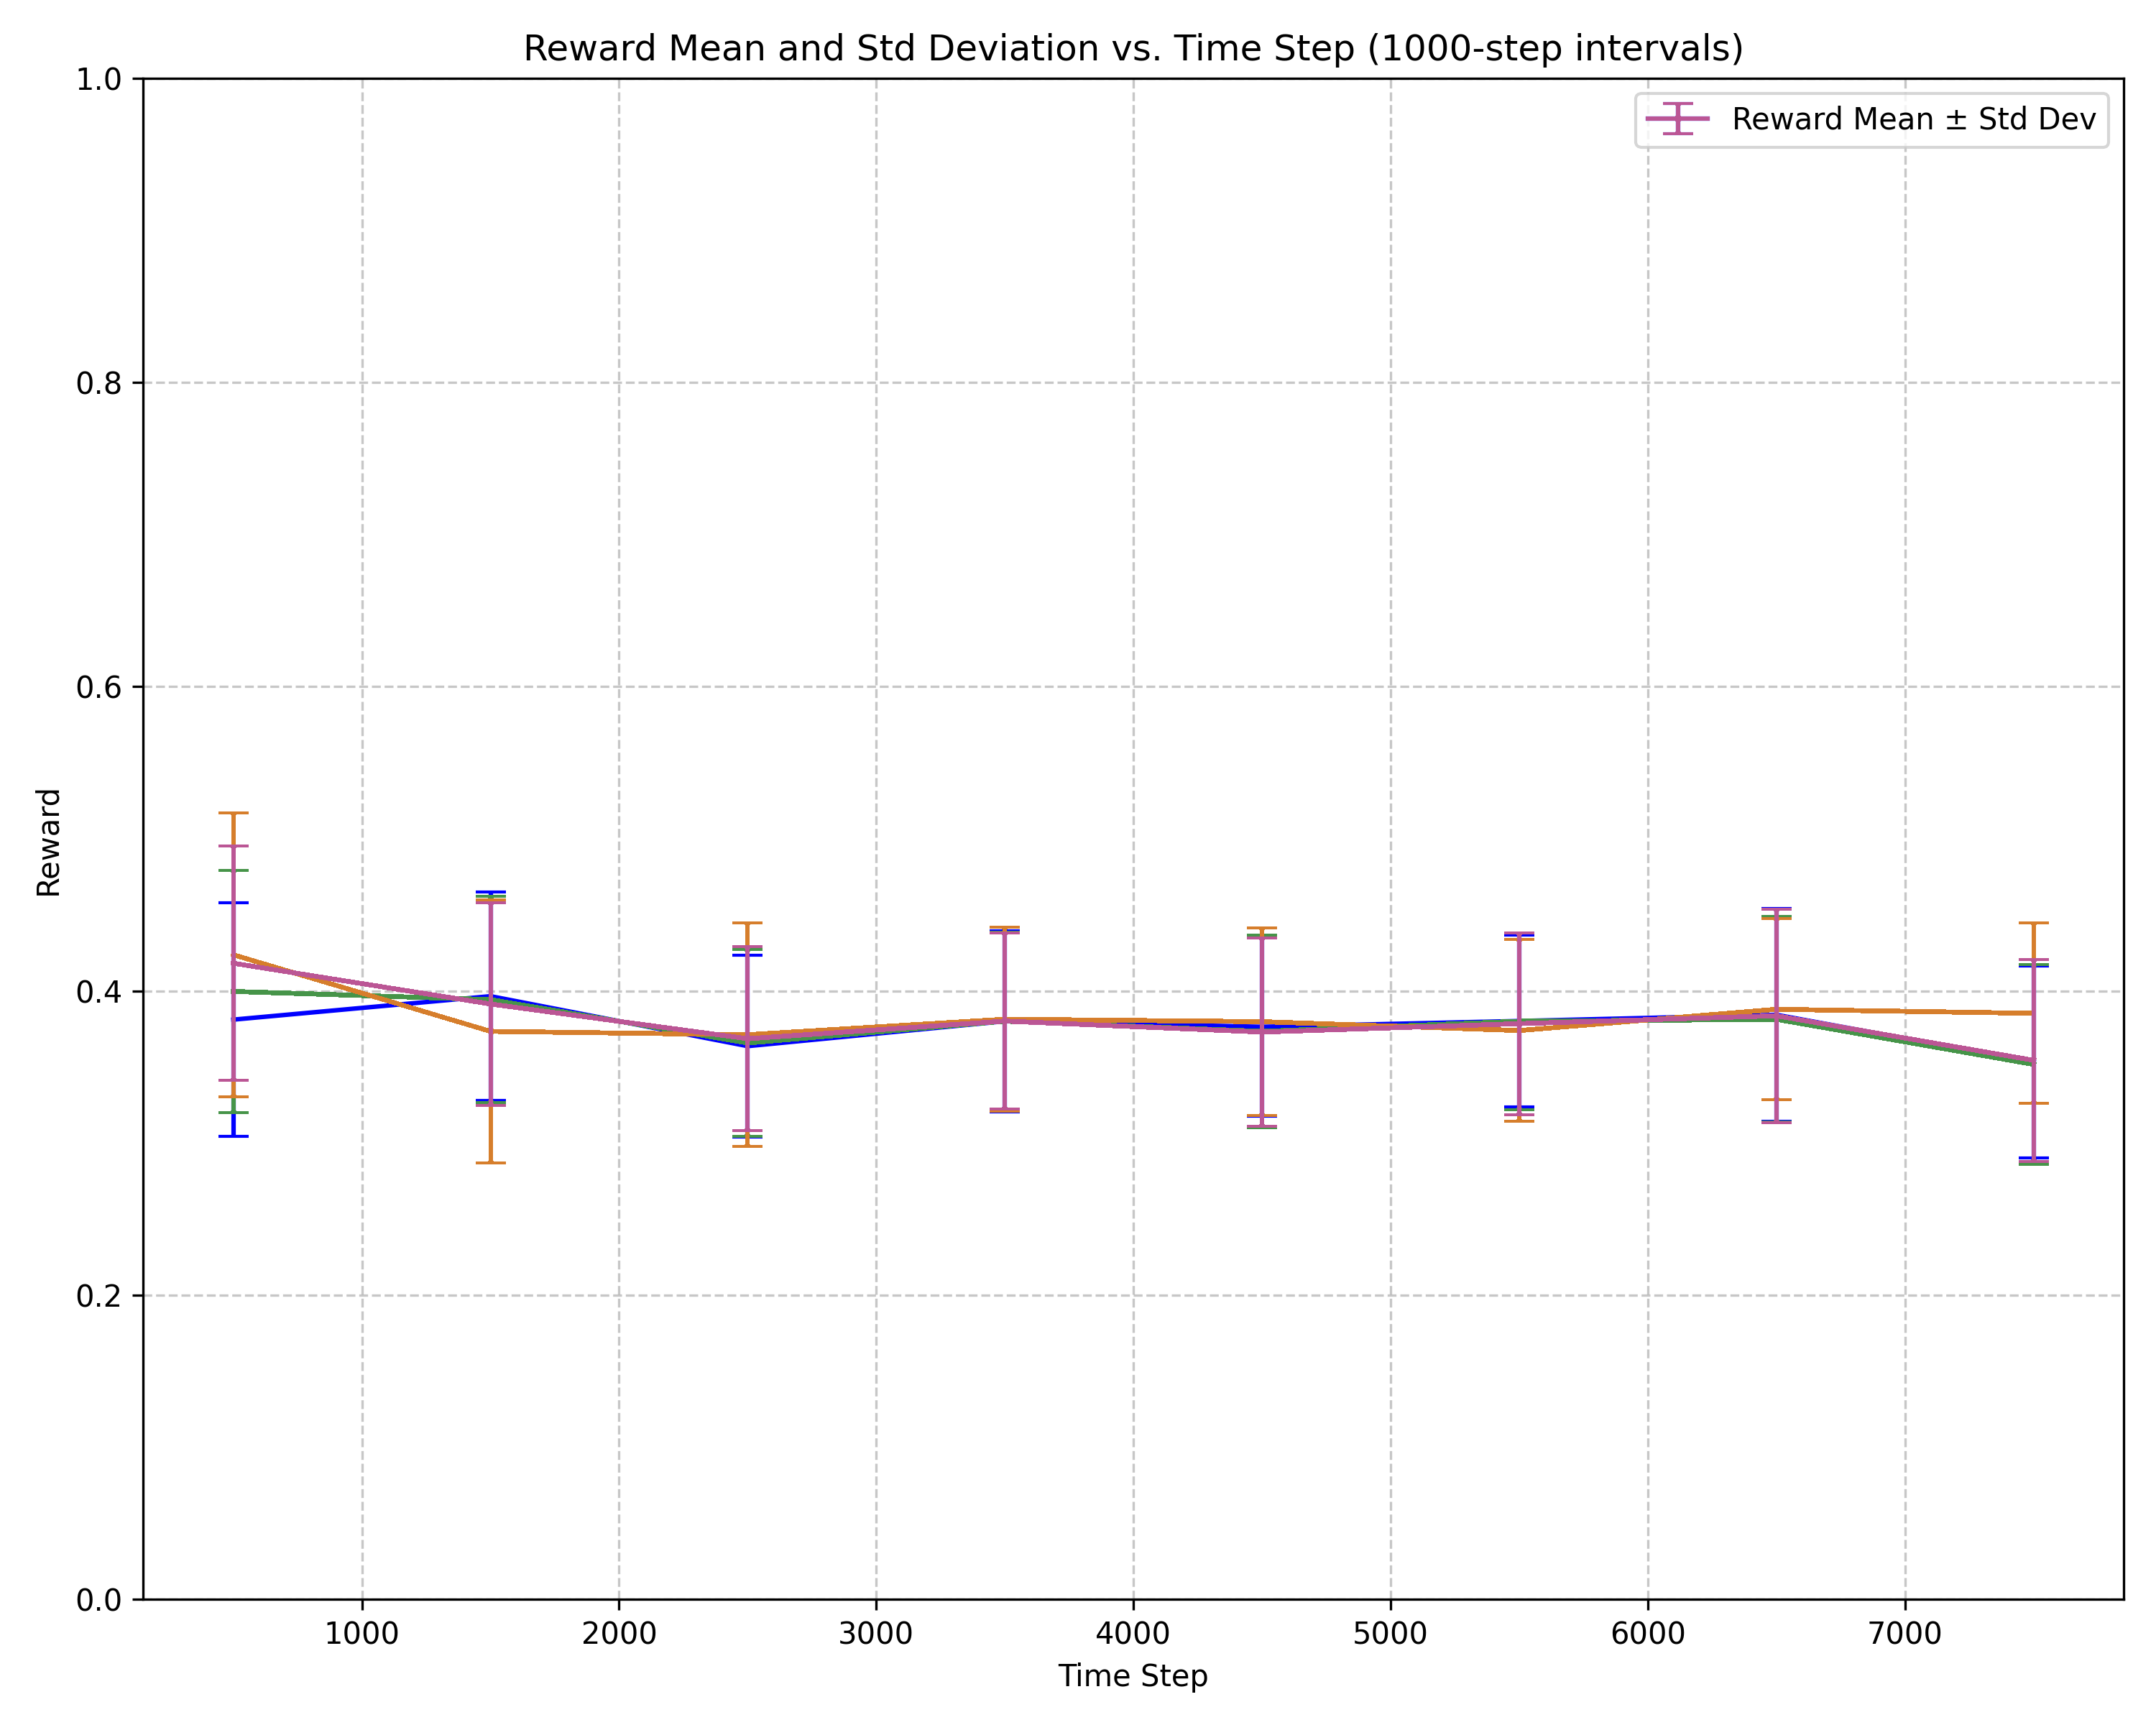 Reward Mean and Std Deviation vs. Time Step (1000-step intervals)
Reward Mean ± Std Dev
1.0
0.8
0.6
0.4
0.2
0.0
Reward
1000 2000 3000 4000 5000 6000 7000
Time Step